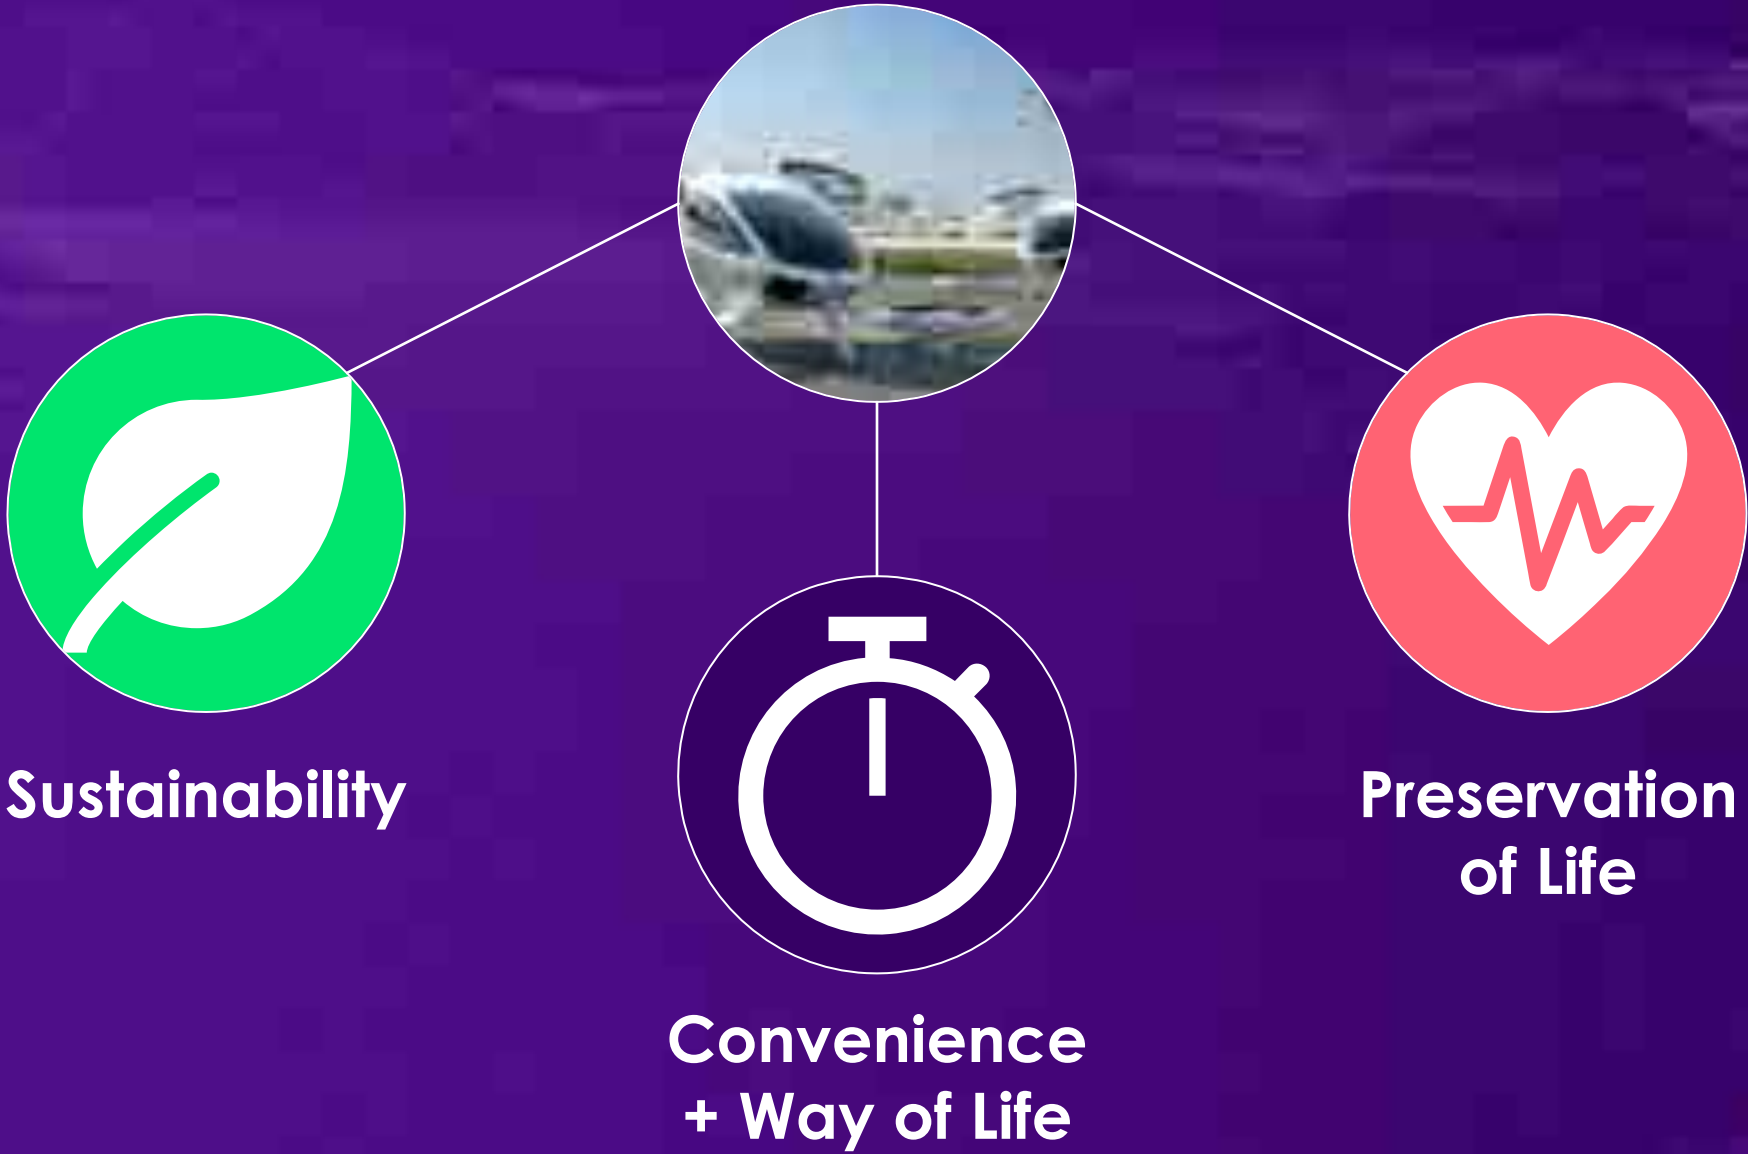 Sustainability
Preservation
of Life
Convenience
+ Way of Life